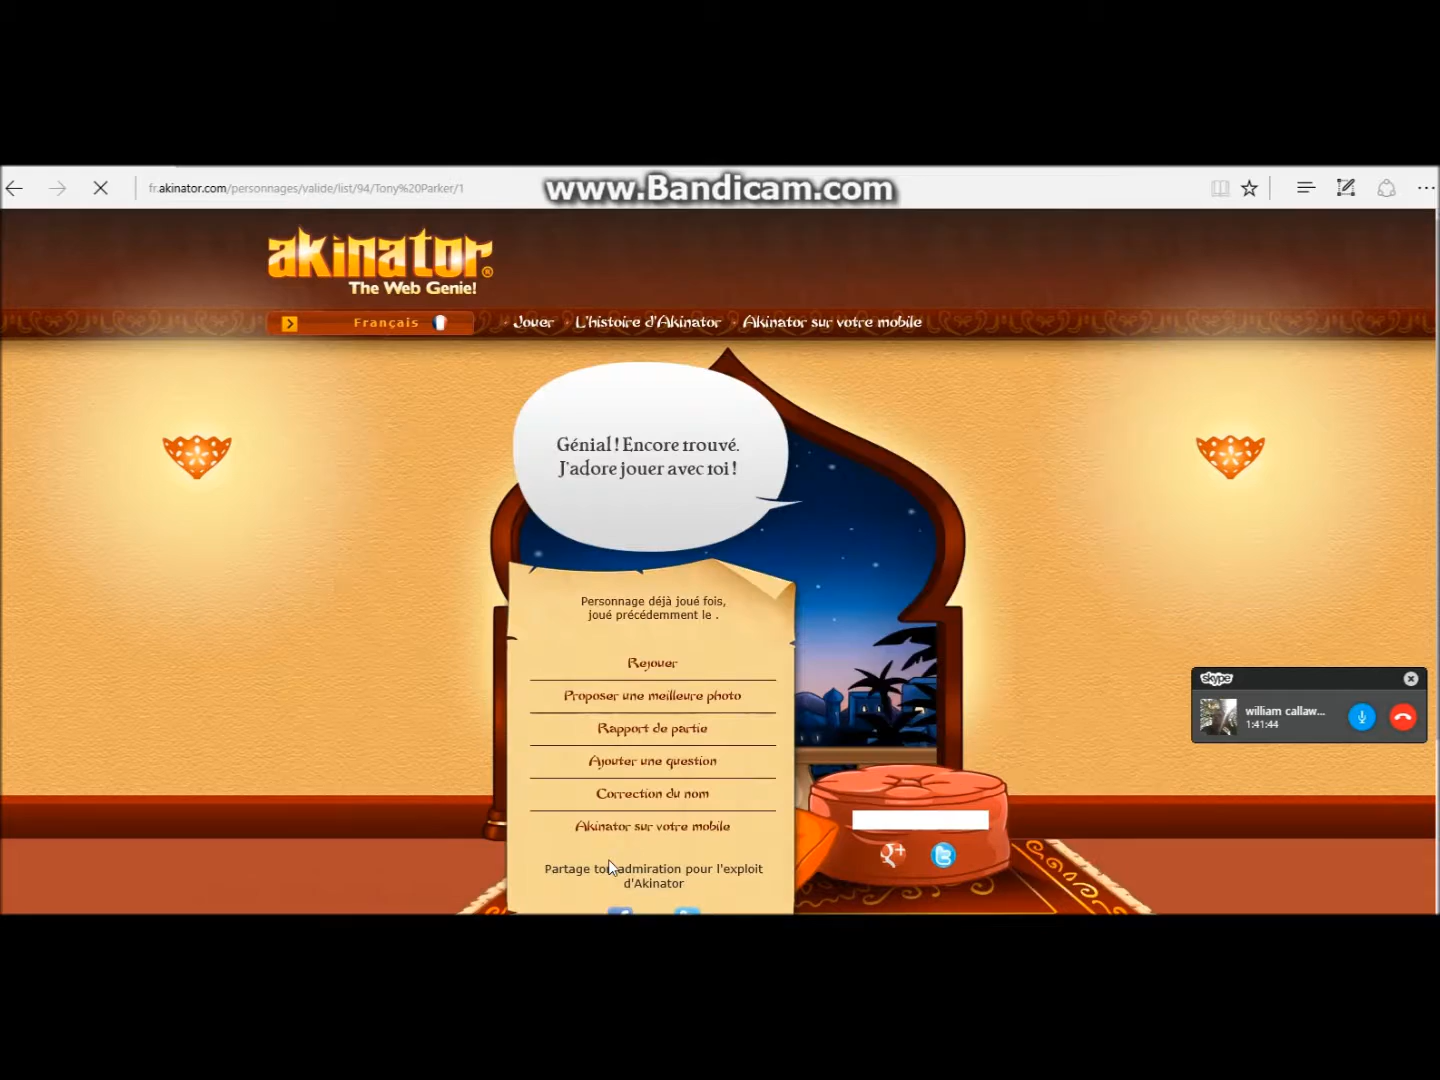 fr.akinator.com/personnages/valide/list/94/Tony%20Parker/1
www.Bandicam.com
akinator®
The Web Genie!
Français
Jouer
L'histoire d'Akinator
Akinator sur votre mobile
Génial ! Encore trouvé.
J'adore jouer avec toi !
Personnage déjà joué fois,
joué précédemment le .
Rejouer
Proposer une meilleure photo
Rapport de partie
Ajouter une question
Correction du nom
Akinator sur votre mobile
Partage admiration pour l'exploit
d'Akinator
skype
william callaw...
1:41:44
g+